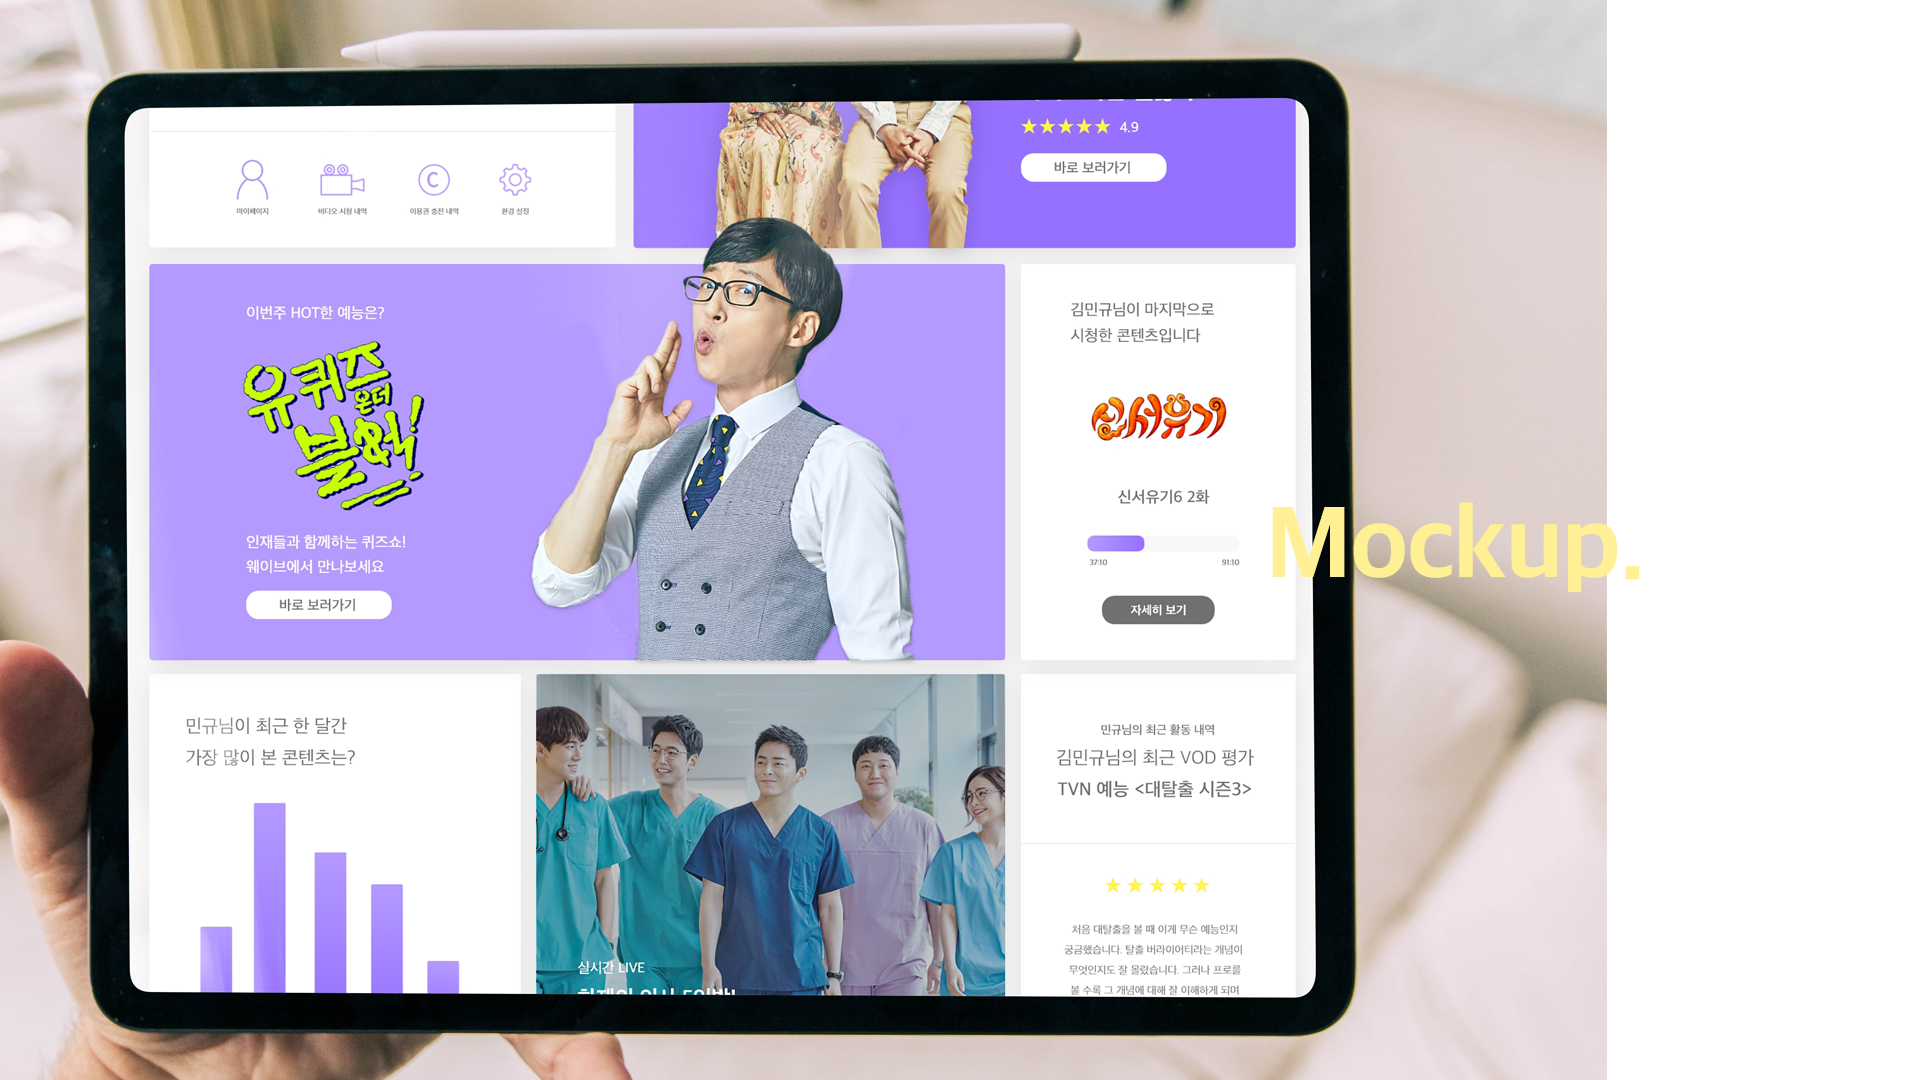 ★★★★★ 4.9
바로 보러가기
마이페이지
비디오 시청 내역
이용권 충전 내역
환경 설정
이번주 HOT한 예능은?
유퀴즈
온더
블럭!
인재들과 함께하는 퀴즈쇼!
웨이브에서 만나보세요
바로 보러가기
김민규님이 마지막으로
시청한 콘텐츠입니다
신서유기
신서유기6 2화
37:10
91:10
자세히 보기
Mockup.
민규님이 최근 한 달간
가장 많이 본 콘텐츠는?
실시간 LIVE
민규님의 최근 활동 내역
김민규님의 최근 VOD 평가
TVN 예능 <대탈출 시즌3>
★★★★★
처음 대탈출을 볼 때 이게 무슨 예능인지
궁금했습니다. 탈출 버라이어티라는 개념이
무엇인지도 잘 몰랐습니다. 그러나 프로를
볼 수록 그 개념에 대해 잘 이해하게 되며